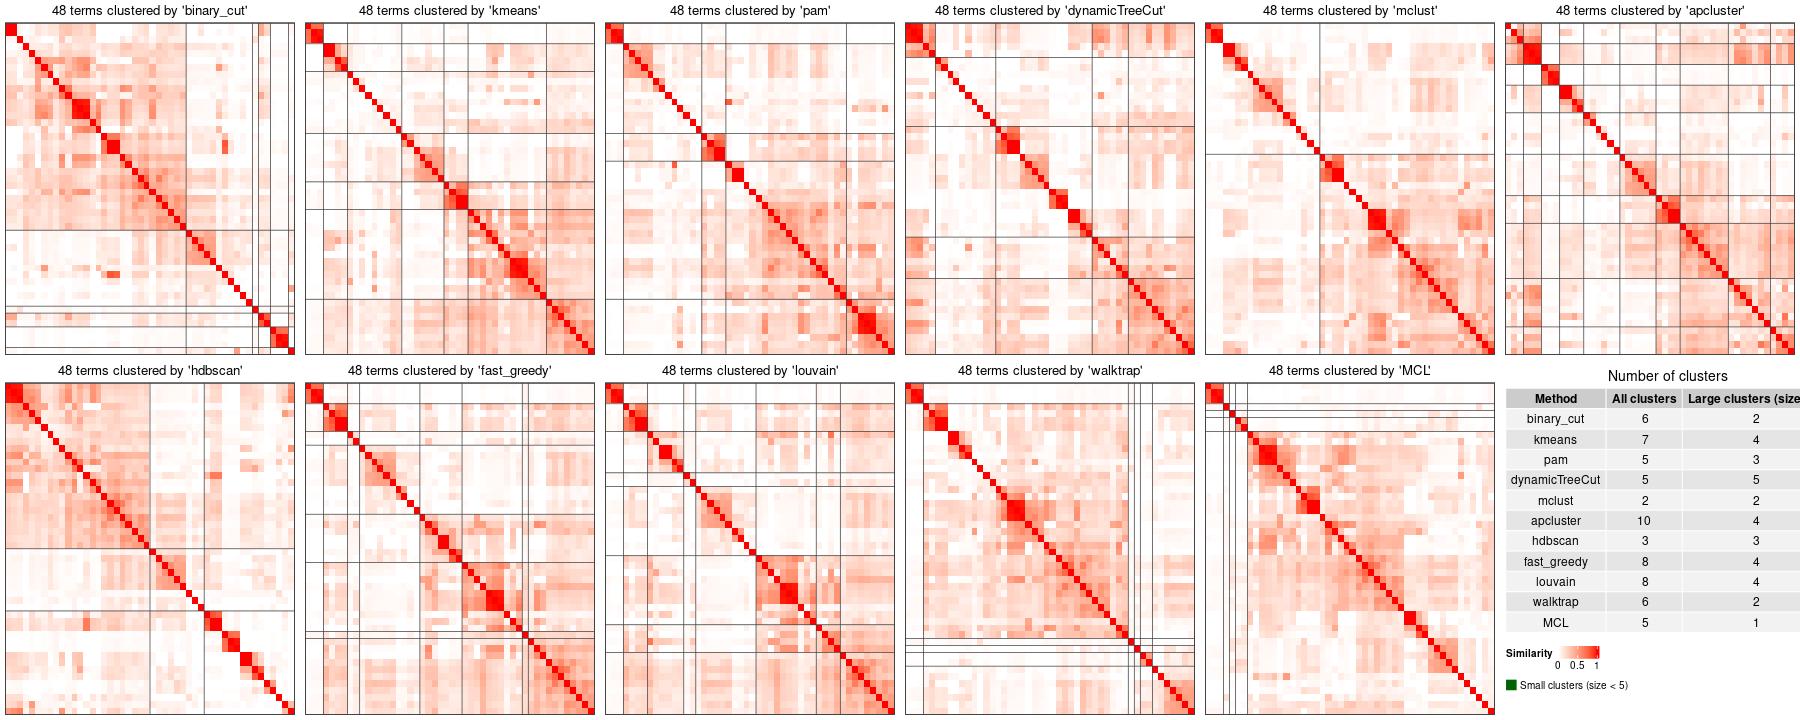 48 terms clustered by 'binary_cut'
48 terms clustered by 'kmeans'
48 terms clustered by 'pam'
48 terms clustered by 'dynamicTreeCut'
48 terms clustered by 'mclust'
48 terms clustered by 'apcluster'
48 terms clustered by 'hdbscan'
48 terms clustered by 'fast_greedy'
48 terms clustered by 'louvain'
48 terms clustered by 'walktrap'
48 terms clustered by 'MCL'
Number of clusters
Method All clusters Large clusters (size
binary_cut 6 2
kmeans 7 4
pam 5 3
dynamicTreeCut 5 5
mclust 2 2
apcluster 10 4
hdbscan 3 3
fast_greedy 8 4
louvain 8 4
walktrap 6 2
MCL 5 1
Similarity
0 0.5 1
Small clusters (size < 5)